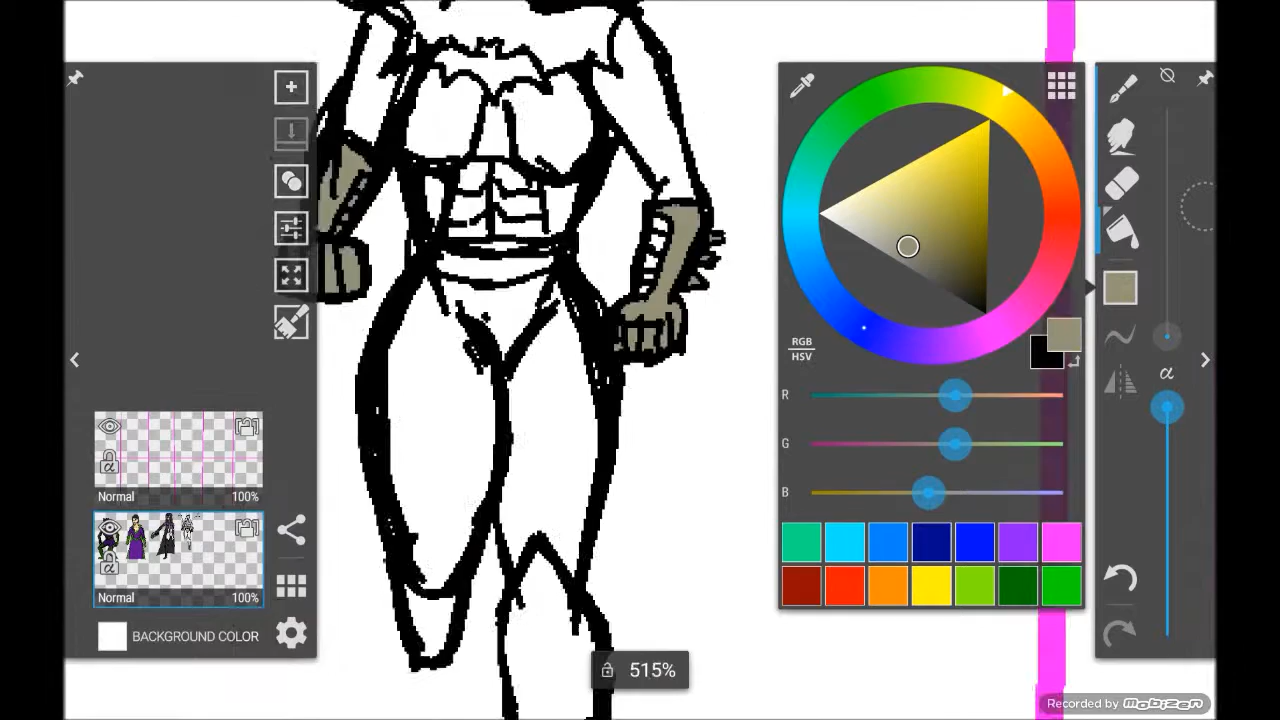 RGB
HSV
R
G
B
α
α
Normal 100%
α
Normal 100%
BACKGROUND COLOR
515%
Recorded by mobizen